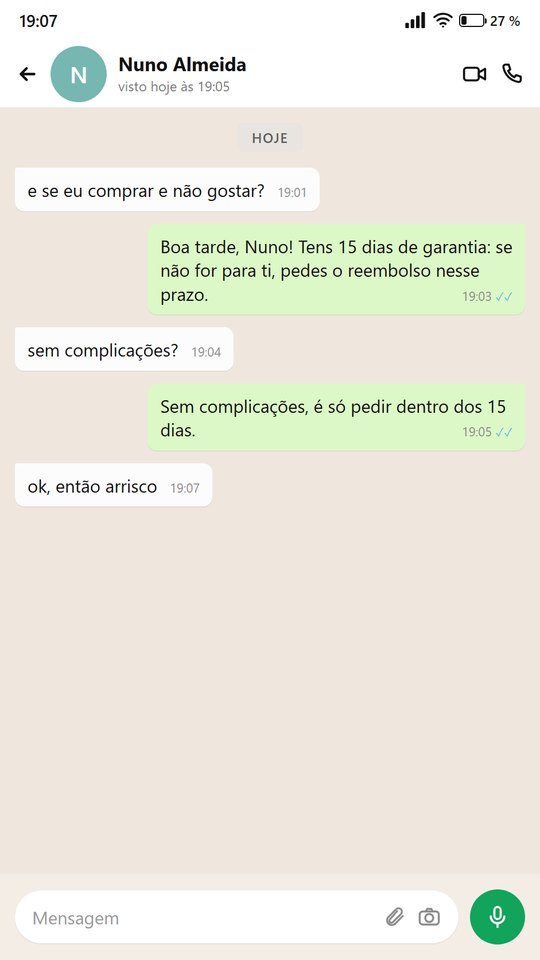 19:07
27 %
N
Nuno Almeida
visto hoje às 19:05
HOJE
e se eu comprar e não gostar? 19:01
Boa tarde, Nuno! Tens 15 dias de garantia: se
não for para ti, pedes o reembolso nesse
prazo. 19:03
sem complicações? 19:04
Sem complicações, é só pedir dentro dos 15
dias. 19:05
ok, então arrisco 19:07
Mensagem